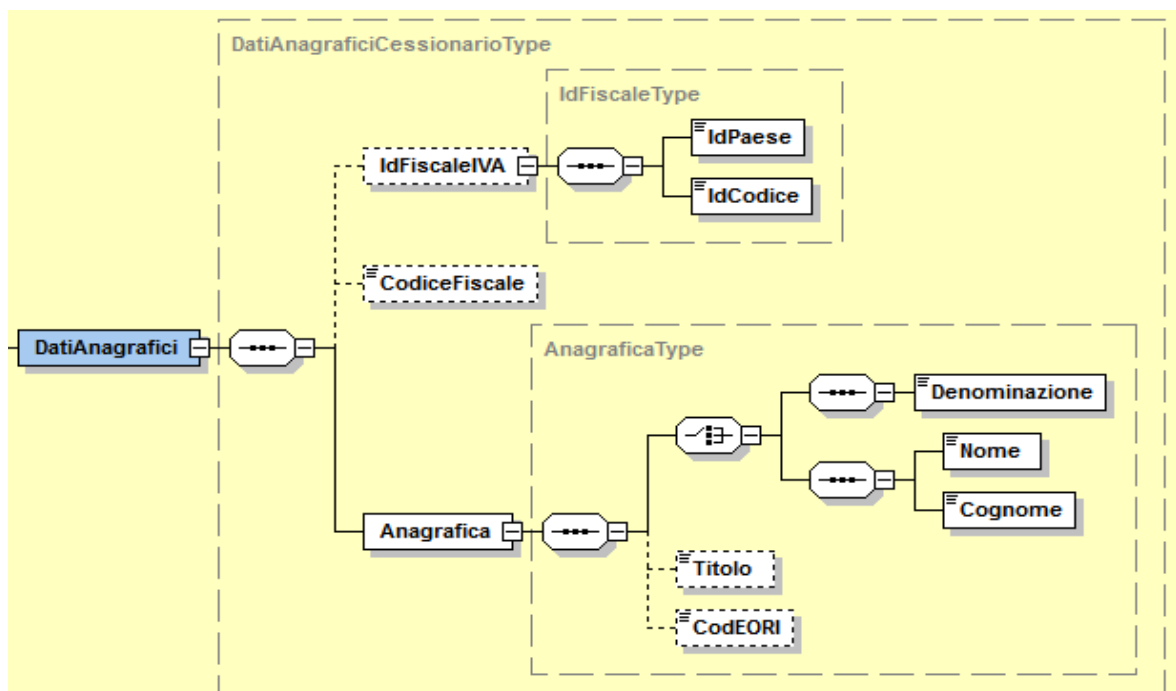 DatiAnagraficiCessionarioType
IdFiscaleType
IdPaese
IdFiscaleIVA
IdCodice
CodiceFiscale
DatiAnagrafici
AnagraficaType
Denominazione
Nome
Cognome
Anagrafica
Titolo
CodEORI